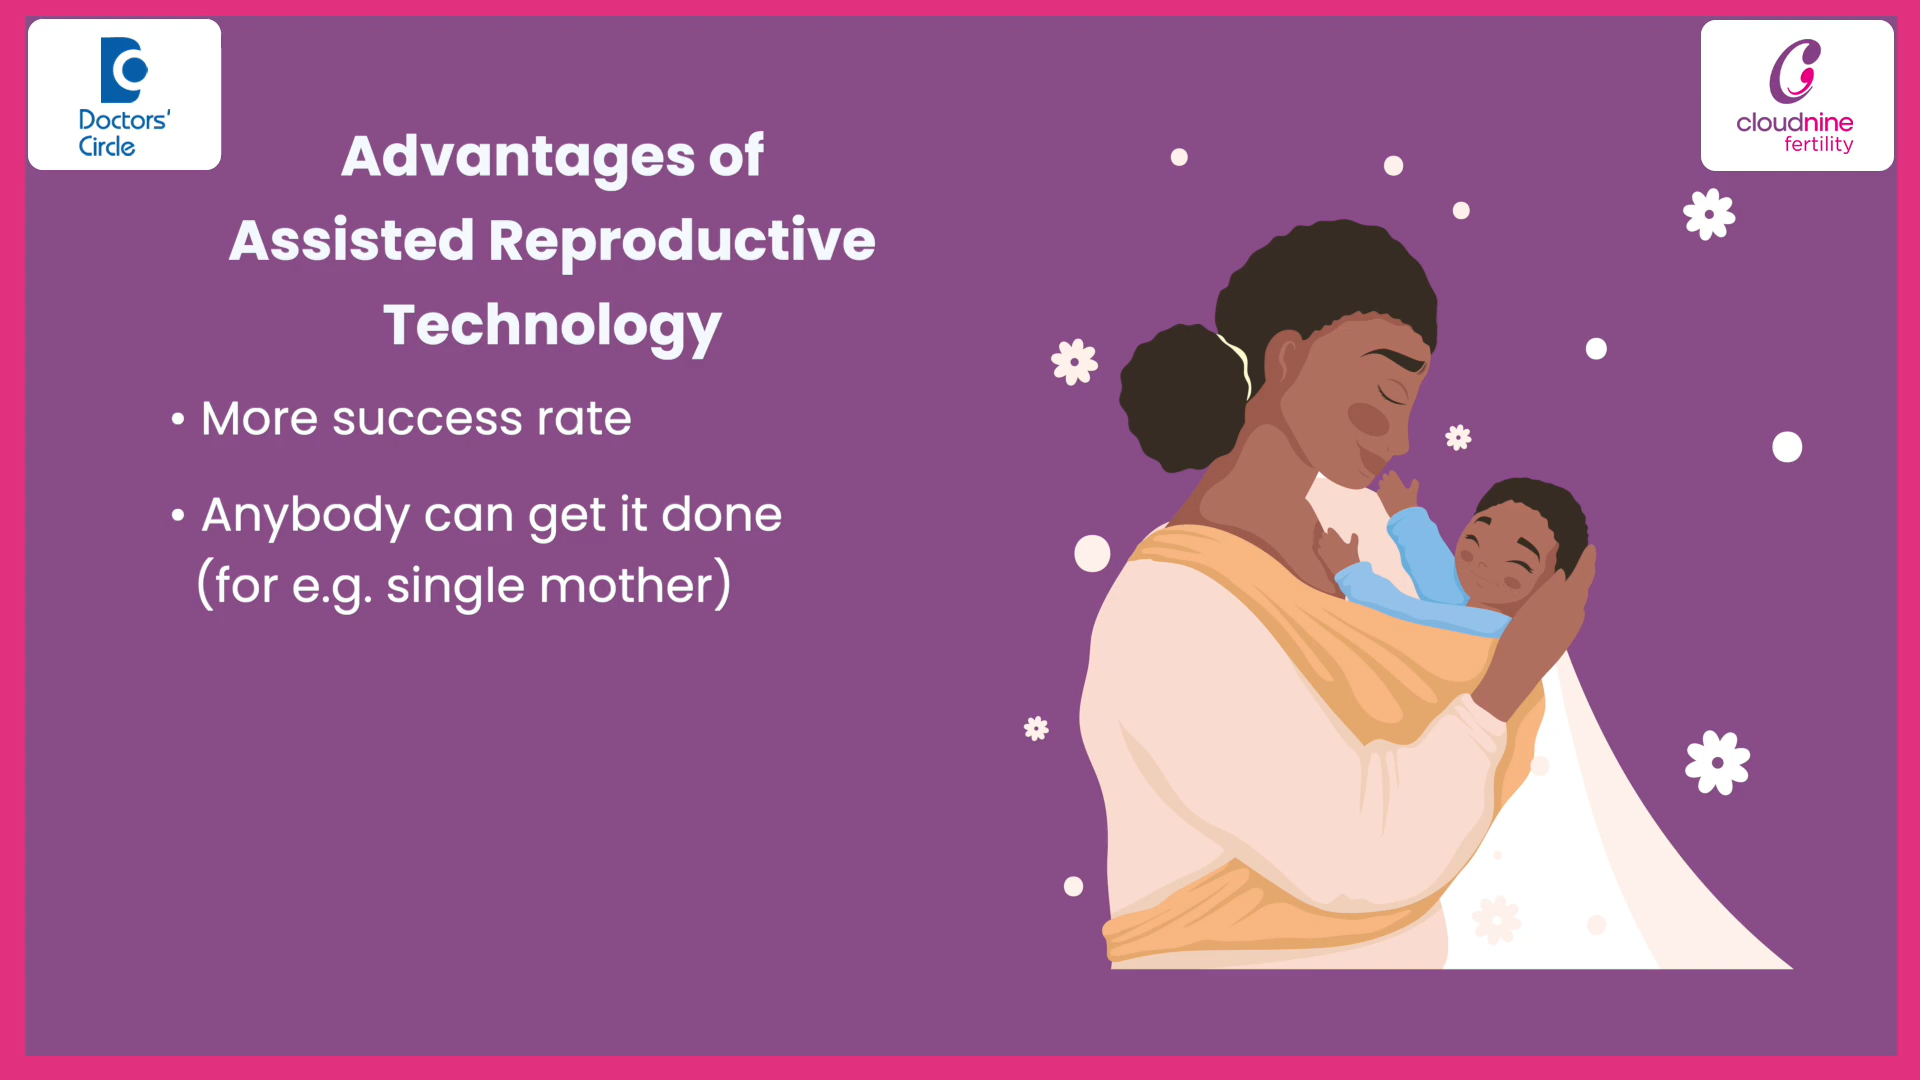 Doctors'
Circle
cloudnine
fertility
Advantages of
Assisted Reproductive
Technology
• More success rate
• Anybody can get it done
(for e.g. single mother)